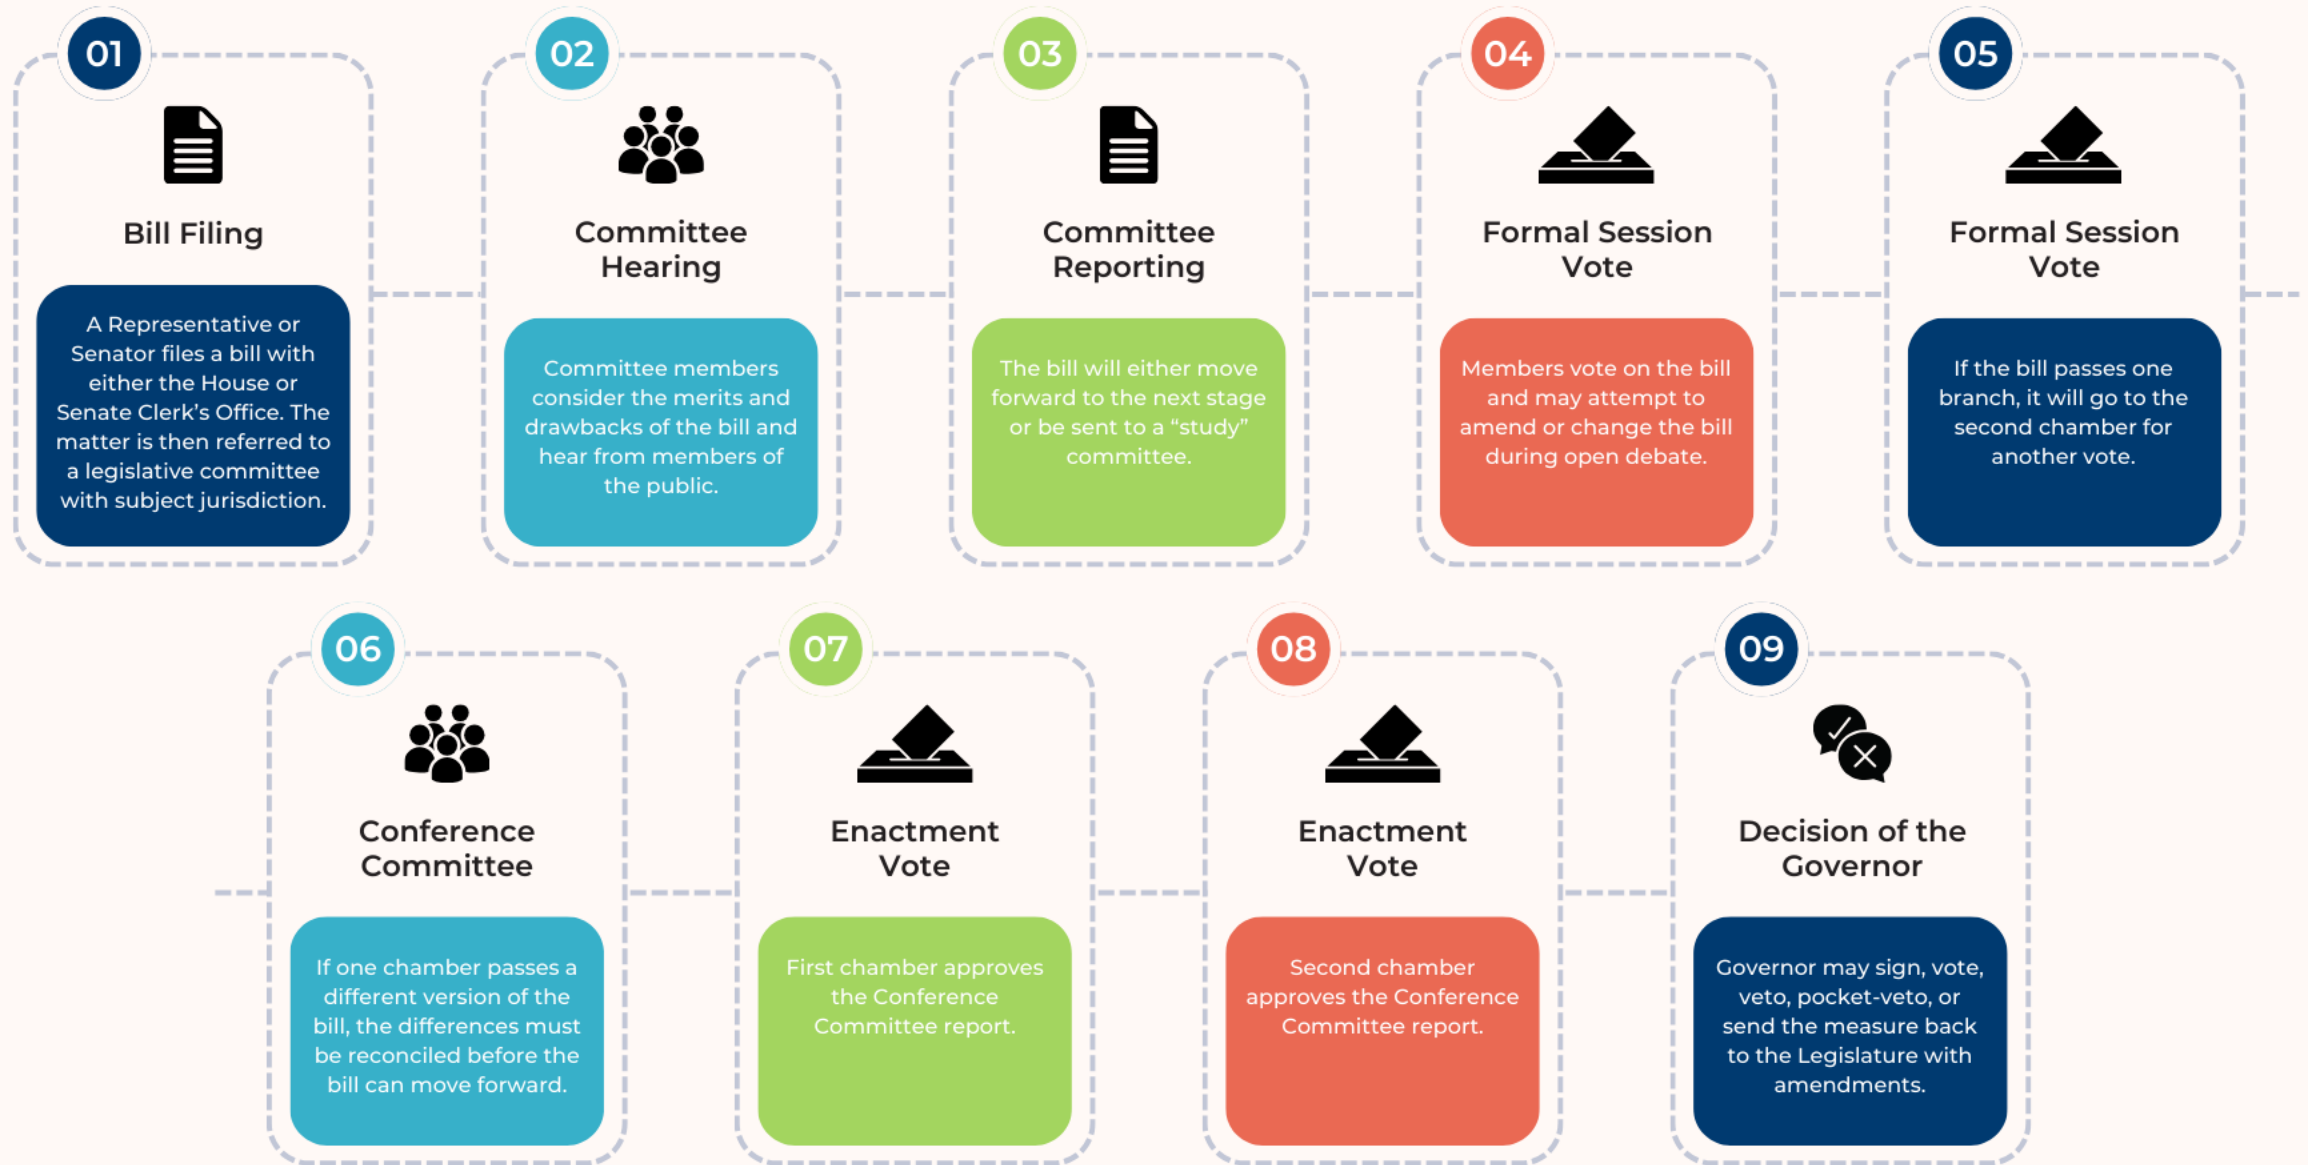 01
Bill Filing
A Representative or
Senator files a bill with
either the House or
Senate Clerk's Office. The
matter is then referred to
a legislative committee
with subject jurisdiction.
02
Committee
Hearing
Committee members
consider the merits and
drawbacks of the bill and
hear from members of
the public.
03
Committee
Reporting
The bill will either move
forward to the next stage
or be sent to a “study”
committee.
04
Formal Session
Vote
Members vote on the bill
and may attempt to
amend or change the bill
during open debate.
05
Formal Session
Vote
If the bill passes one
branch, it will go to the
second chamber for
another vote.
06
Conference
Committee
If one chamber passes a
different version of the
bill, the differences must
be reconciled before the
bill can move forward.
07
Enactment
Vote
First chamber approves
the Conference
Committee report.
08
Enactment
Vote
Second chamber
approves the Conference
Committee report.
09
Decision of the
Governor
Governor may sign, vote,
veto, pocket-veto, or
send the measure back
to the Legislature with
amendments.